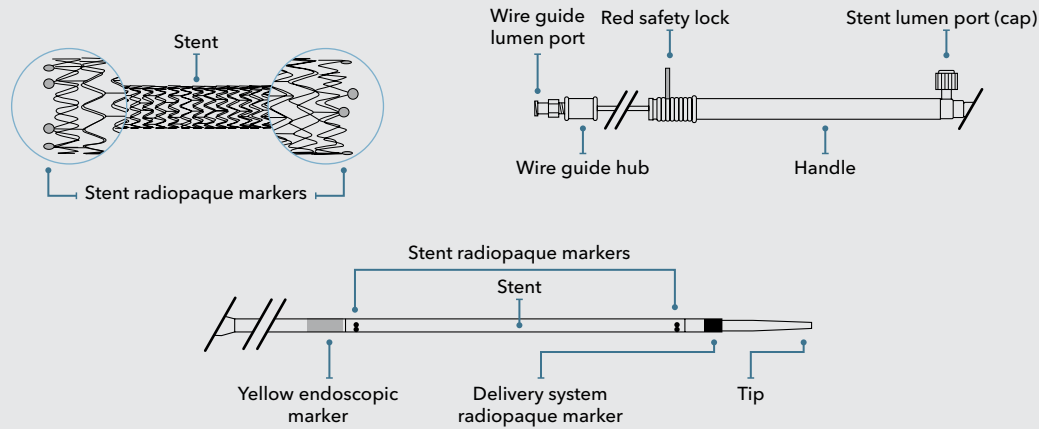 Stent
Stent radiopaque markers
Wire guide
lumen port
Red safety lock
Stent lumen port (cap)
Wire guide hub
Handle
Stent radiopaque markers
Stent
Yellow endoscopic
marker
Delivery system
radiopaque marker
Tip